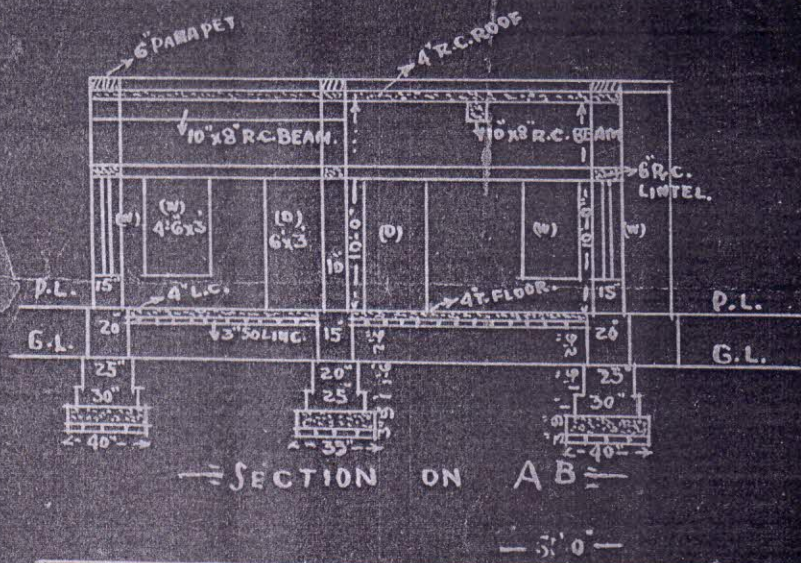 6" PARAPET
4" R.C. ROOF
10"x8" R.C. BEAM.
10"x8" R.C. BEAM
6" R.C.
LINTEL.
(W)
(W)
4'-6"x3'
(D)
6'x3'
(D)
(W)
(W)
10"
15"
15"
P.L.
4" L.C.
4" T. FLOOR.
P.L.
20"
3" SOLING.
15"
20"
G.L.
G.L.
25"
20"
25"
30"
25"
30"
40"
35"
40"
SECTION ON AB